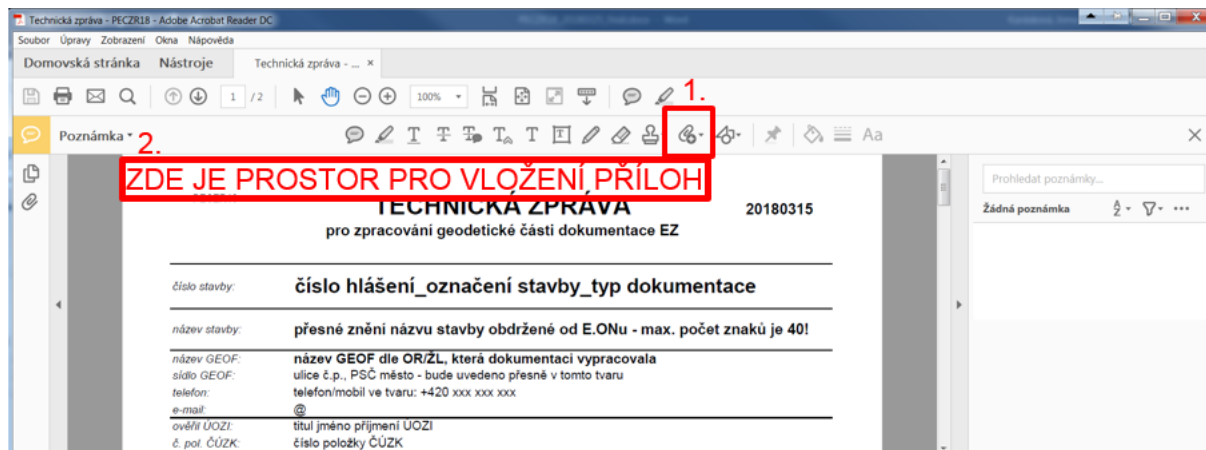 Technická zpráva - PECZR18 - Adobe Acrobat Reader DC
Soubor Úpravy Zobrazení Okna Nápověda
Domovská stránka Nástroje Technická zpráva - ... ×
1 / 2 100% 1.
Poznámka Aa
2.
ZDE JE PROSTOR PRO VLOŽENÍ PŘÍLOH
Prohledat poznámky...
TECHNICKÁ ZPRÁVA 20180315
Žádná poznámka
pro zpracování geodetické části dokumentace EZ
číslo stavby: číslo hlášení_označení stavby_typ dokumentace
název stavby: přesné znění názvu stavby obdržené od E.ONu - max. počet znaků je 40!
název GEOF: název GEOF dle OR/ŽL, která dokumentaci vypracovala
sídlo GEOF: ulice č.p., PSČ město - bude uvedeno přesně v tomto tvaru
telefon: telefon/mobil ve tvaru: +420 xxx xxx xxx
e-mail: @
ověřil ÚOZI: titul jméno příjmení ÚOZI
č. pol. ČÚZK: číslo položky ČÚZK